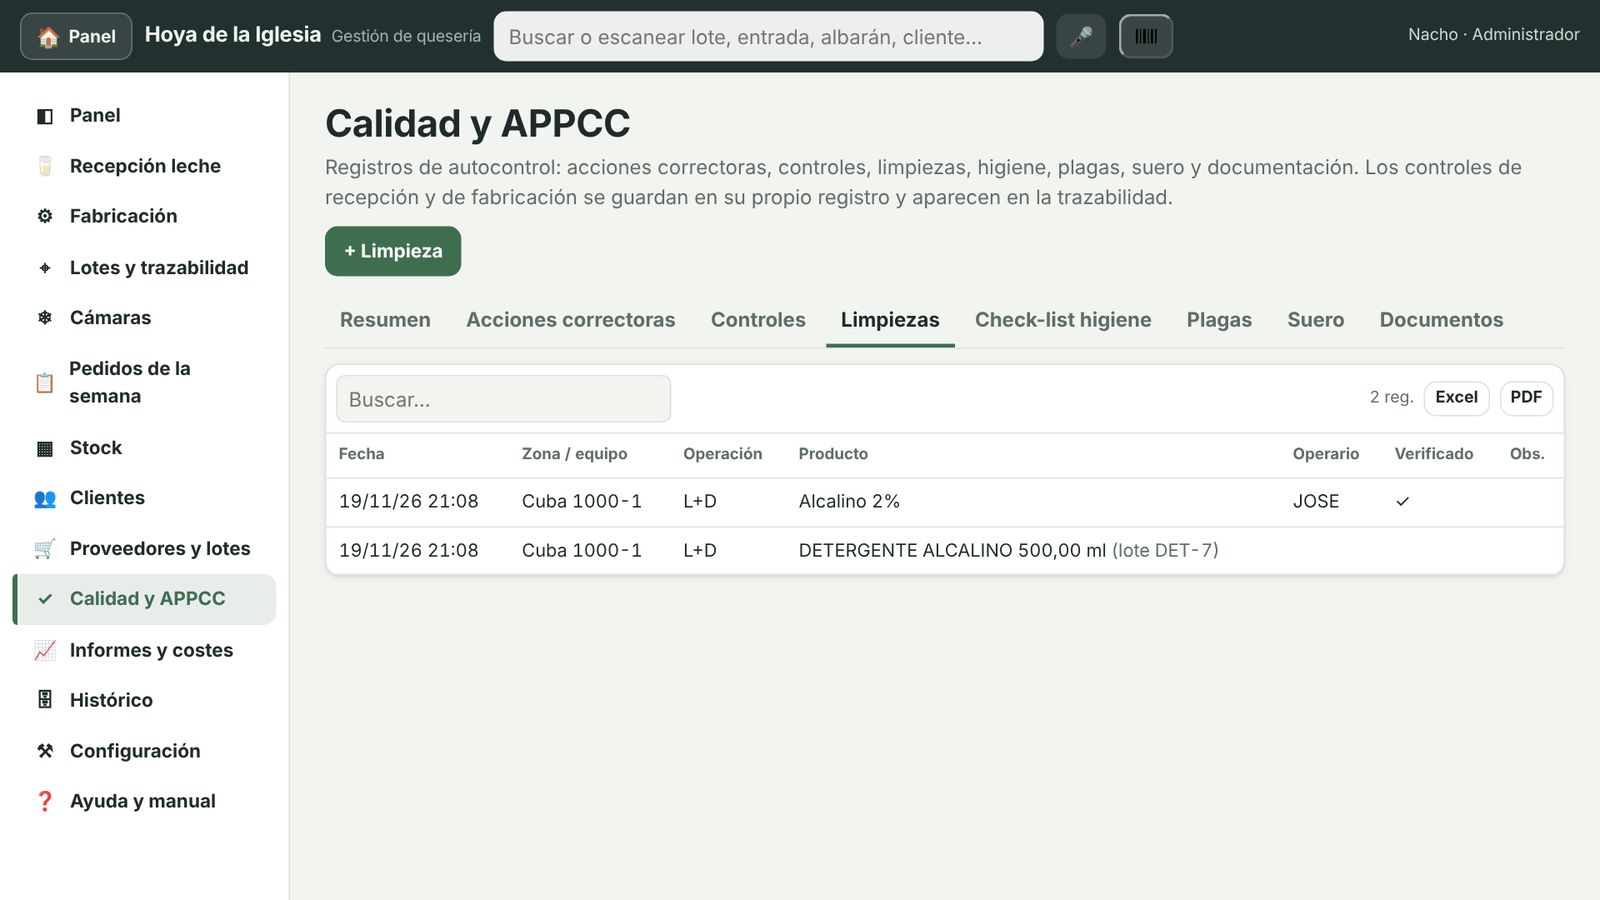 Panel
Hoya de la Iglesia
Gestión de quesería
Buscar o escanear lote, entrada, albarán, cliente...
Nacho · Administrador
Panel
Recepción leche
Fabricación
Lotes y trazabilidad
Cámaras
Pedidos de la
semana
Stock
Clientes
Proveedores y lotes
Calidad y APPCC
Informes y costes
Histórico
Configuración
Ayuda y manual
Calidad y APPCC
Registros de autocontrol: acciones correctoras, controles, limpiezas, higiene, plagas, suero y documentación. Los controles de
recepción y de fabricación se guardan en su propio registro y aparecen en la trazabilidad.
+ Limpieza
Resumen Acciones correctoras Controles Limpiezas Check-list higiene Plagas Suero Documentos
Buscar...
2 reg. Excel PDF
Fecha Zona / equipo Operación Producto Operario Verificado Obs.
19/11/26 21:08 Cuba 1000-1 L+D Alcalino 2% JOSE ✓
19/11/26 21:08 Cuba 1000-1 L+D DETERGENTE ALCALINO 500,00 ml (lote DET-7)